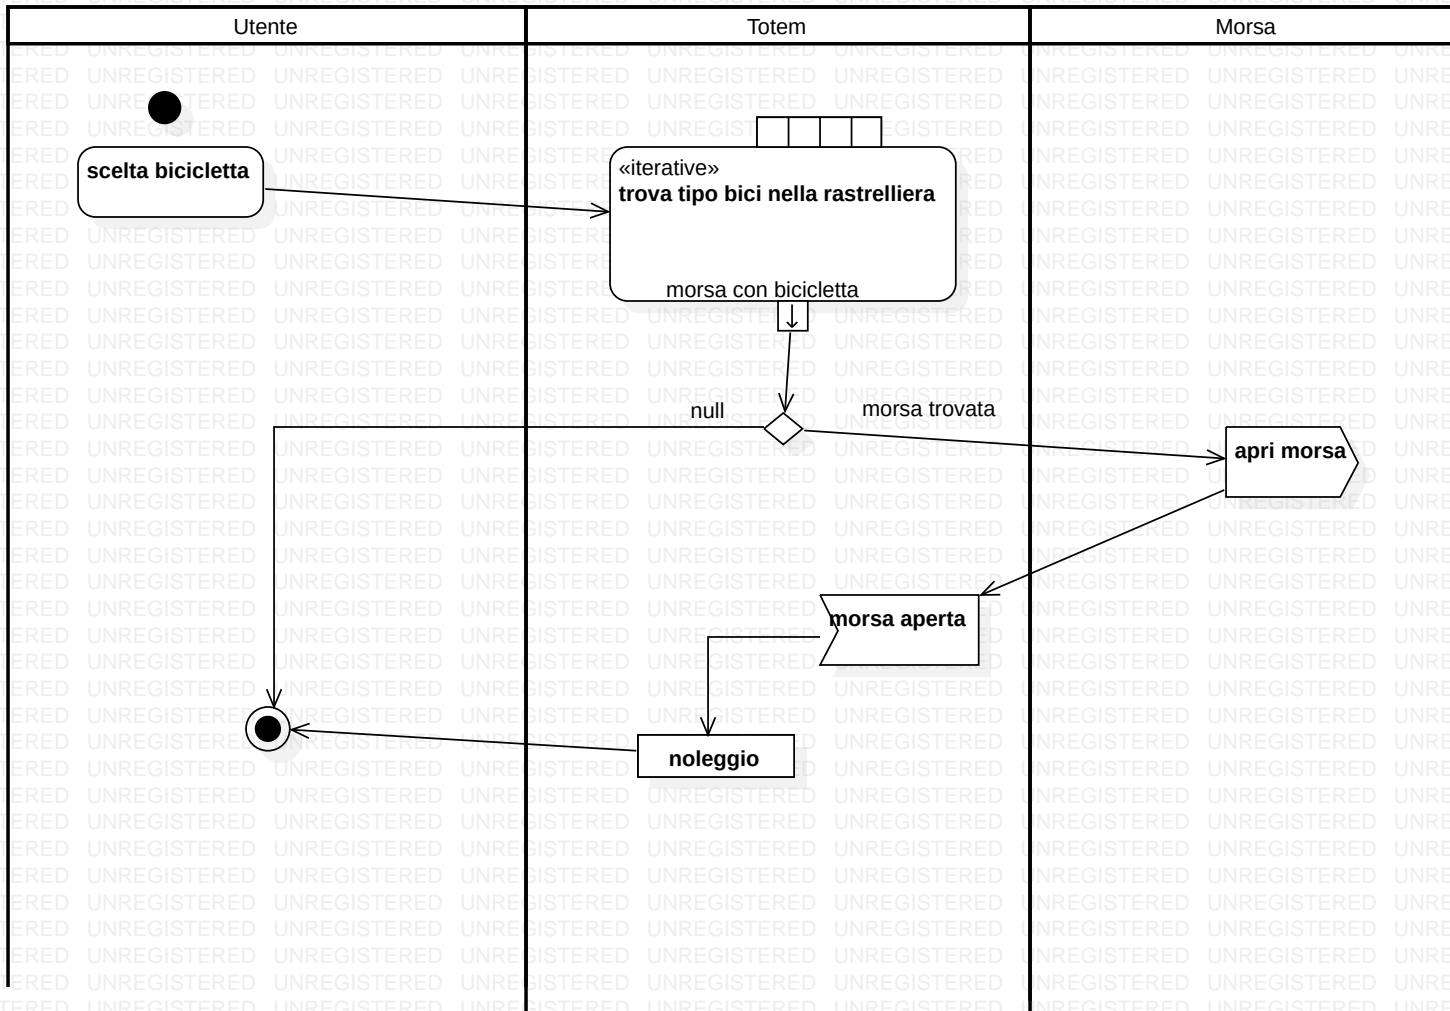 Utente
Totem
Morsa
scelta bicicletta
«iterative»
trova tipo bici nella rastrelliera
morsa con bicicletta
null
morsa trovata
apri morsa
morsa aperta
noleggio
UNREGISTERED